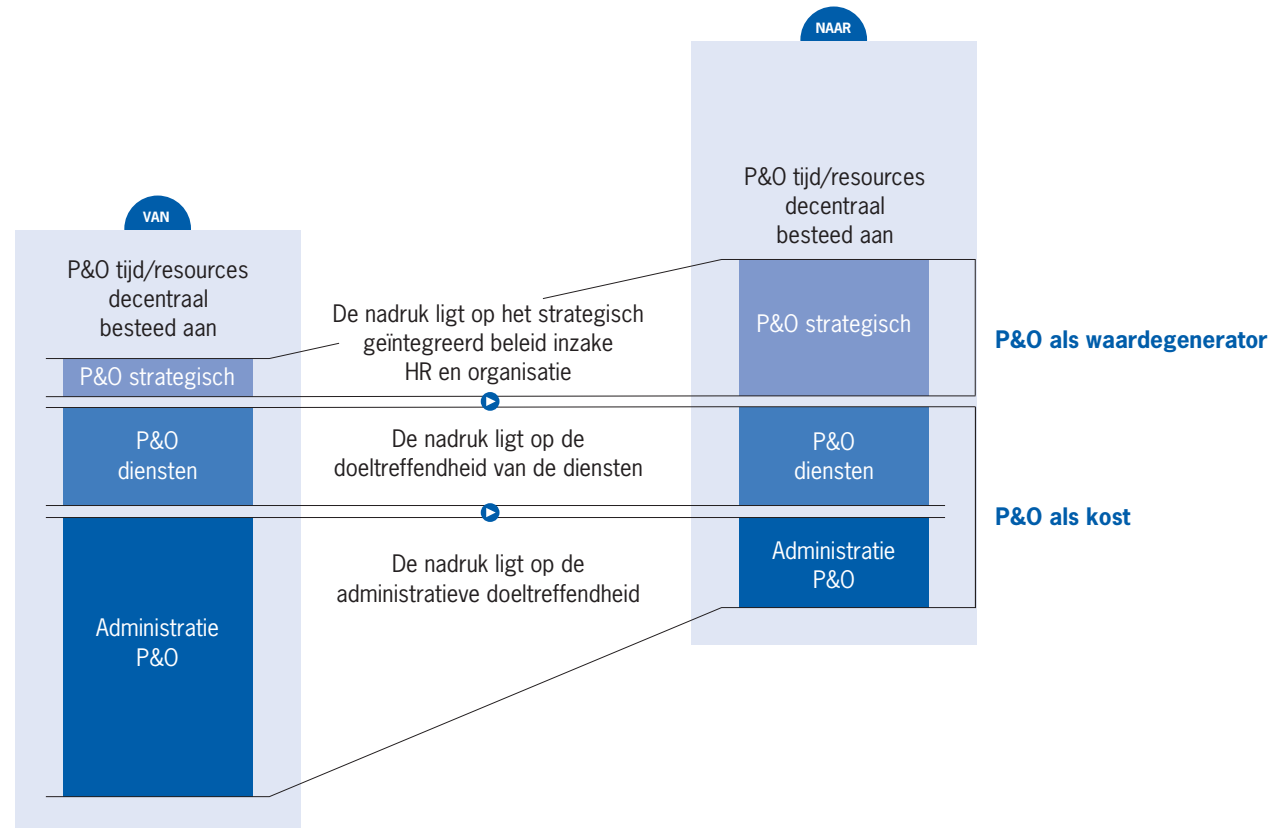 VAN
P&O tijd/resources
decentraal
besteed aan
P&O strategisch
P&O
diensten
Administratie
P&O
De nadruk ligt op het strategisch
geïntegreerd beleid inzake
HR en organisatie
De nadruk ligt op de
doeltreffendheid van de diensten
De nadruk ligt op de
administratieve doeltreffendheid
NAAR
P&O tijd/resources
decentraal
besteed aan
P&O strategisch
P&O
diensten
Administratie
P&O
P&O als waardegenerator
P&O als kost